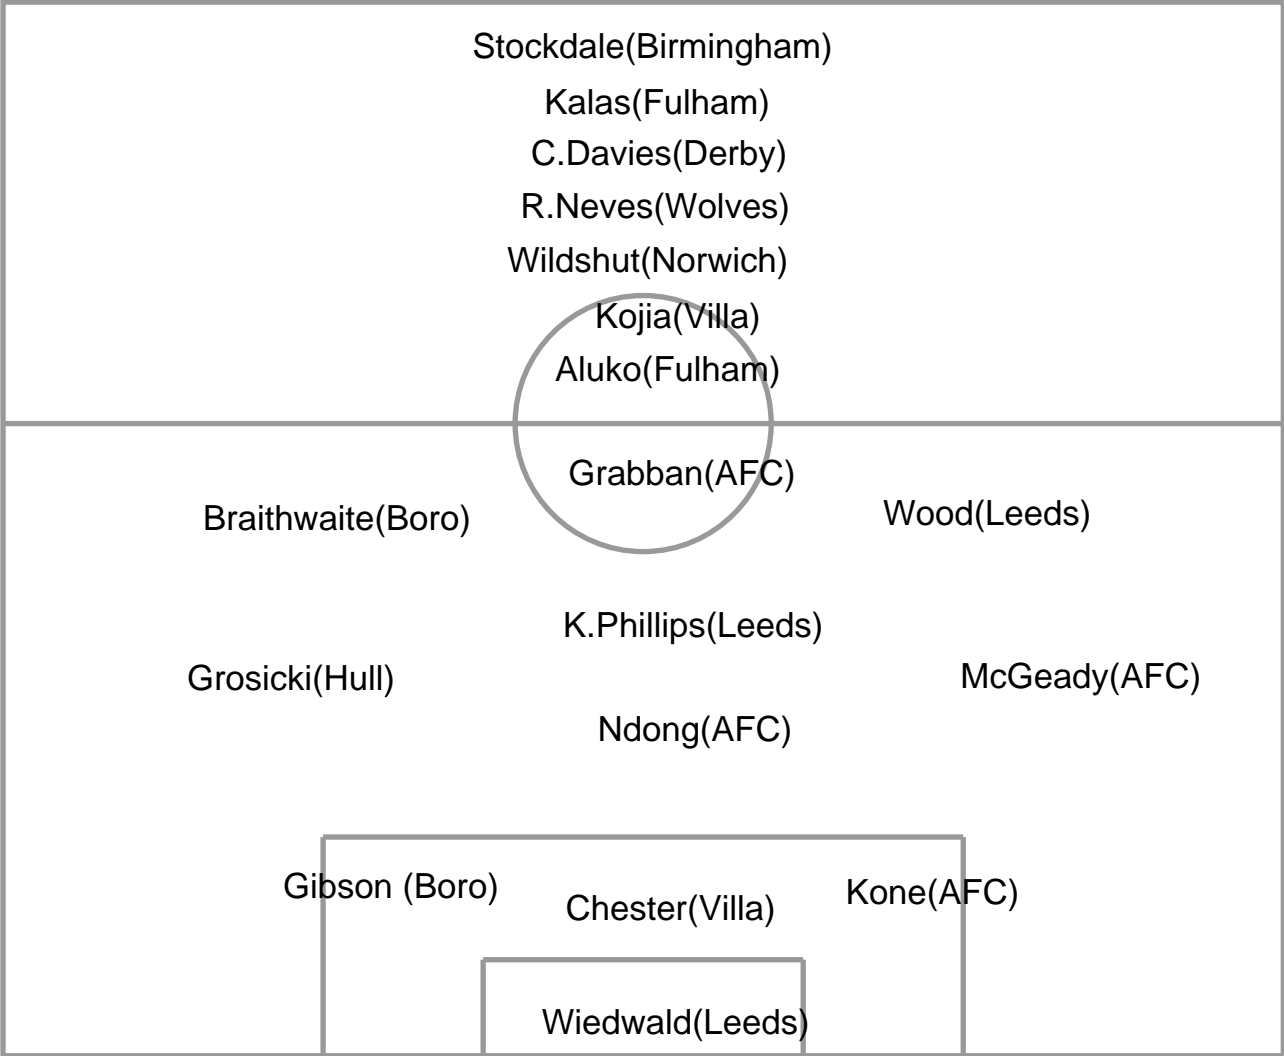 Stockdale(Birmingham)
Kalas(Fulham)
C.Davies(Derby)
R.Neves(Wolves)
Wildshut(Norwich)
Kojia(Villa)
Aluko(Fulham)
Grabban(AFC)
Braithwaite(Boro)
Wood(Leeds)
K.Phillips(Leeds)
Grosicki(Hull)
McGeady(AFC)
Ndong(AFC)
Gibson (Boro)
Chester(Villa)
Kone(AFC)
Wiedwald(Leeds)